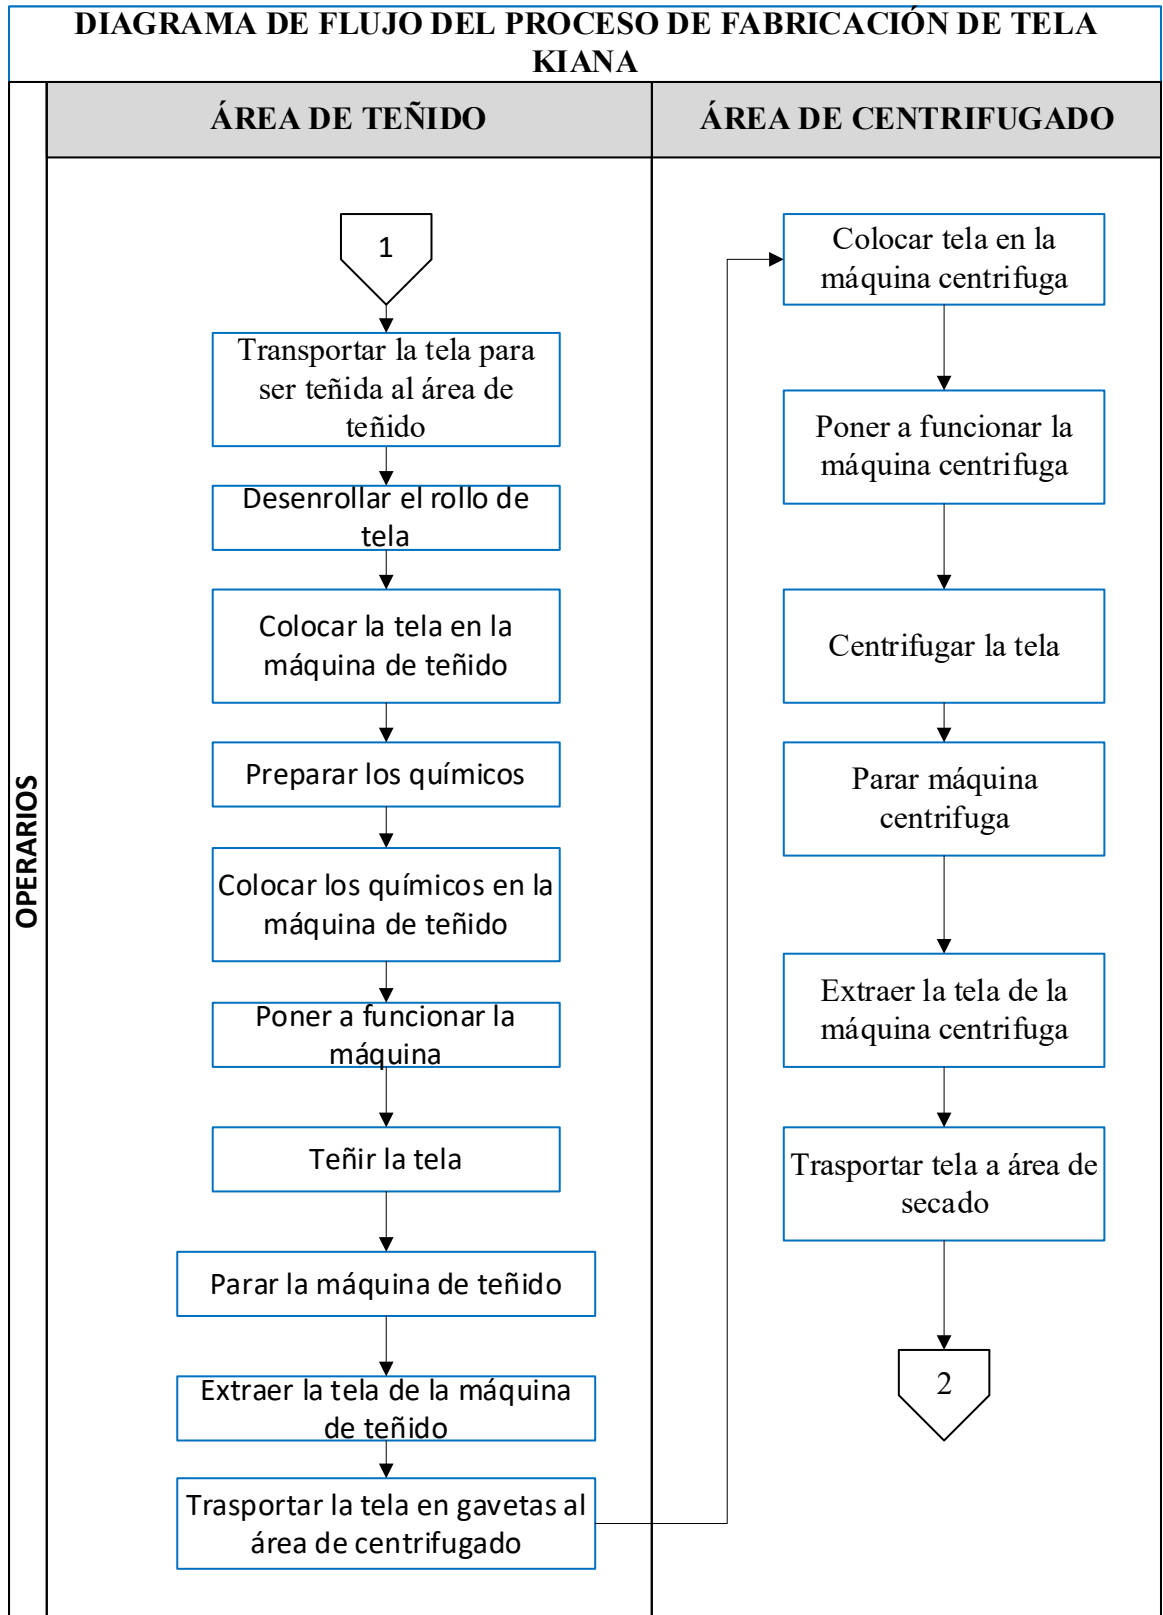 DIAGRAMA DE FLUJO DEL PROCESO DE FABRICACIÓN DE TELA
KIANA
OPERARIOS
ÁREA DE TEÑIDO
1
Transportar la tela para
ser teñida al área de
teñido
Desenrollar el rollo de
tela
Colocar la tela en la
máquina de teñido
Preparar los químicos
Colocar los químicos en la
máquina de teñido
Poner a funcionar la
máquina
Teñir la tela
Parar la máquina de teñido
Extraer la tela de la máquina
de teñido
Trasportar la tela en gavetas al
área de centrifugado
ÁREA DE CENTRIFUGADO
Colocar tela en la
máquina centrifuga
Poner a funcionar la
máquina centrifuga
Centrifugar la tela
Parar máquina
centrifuga
Extraer la tela de la
máquina centrifuga
Trasportar tela a área de
secado
2